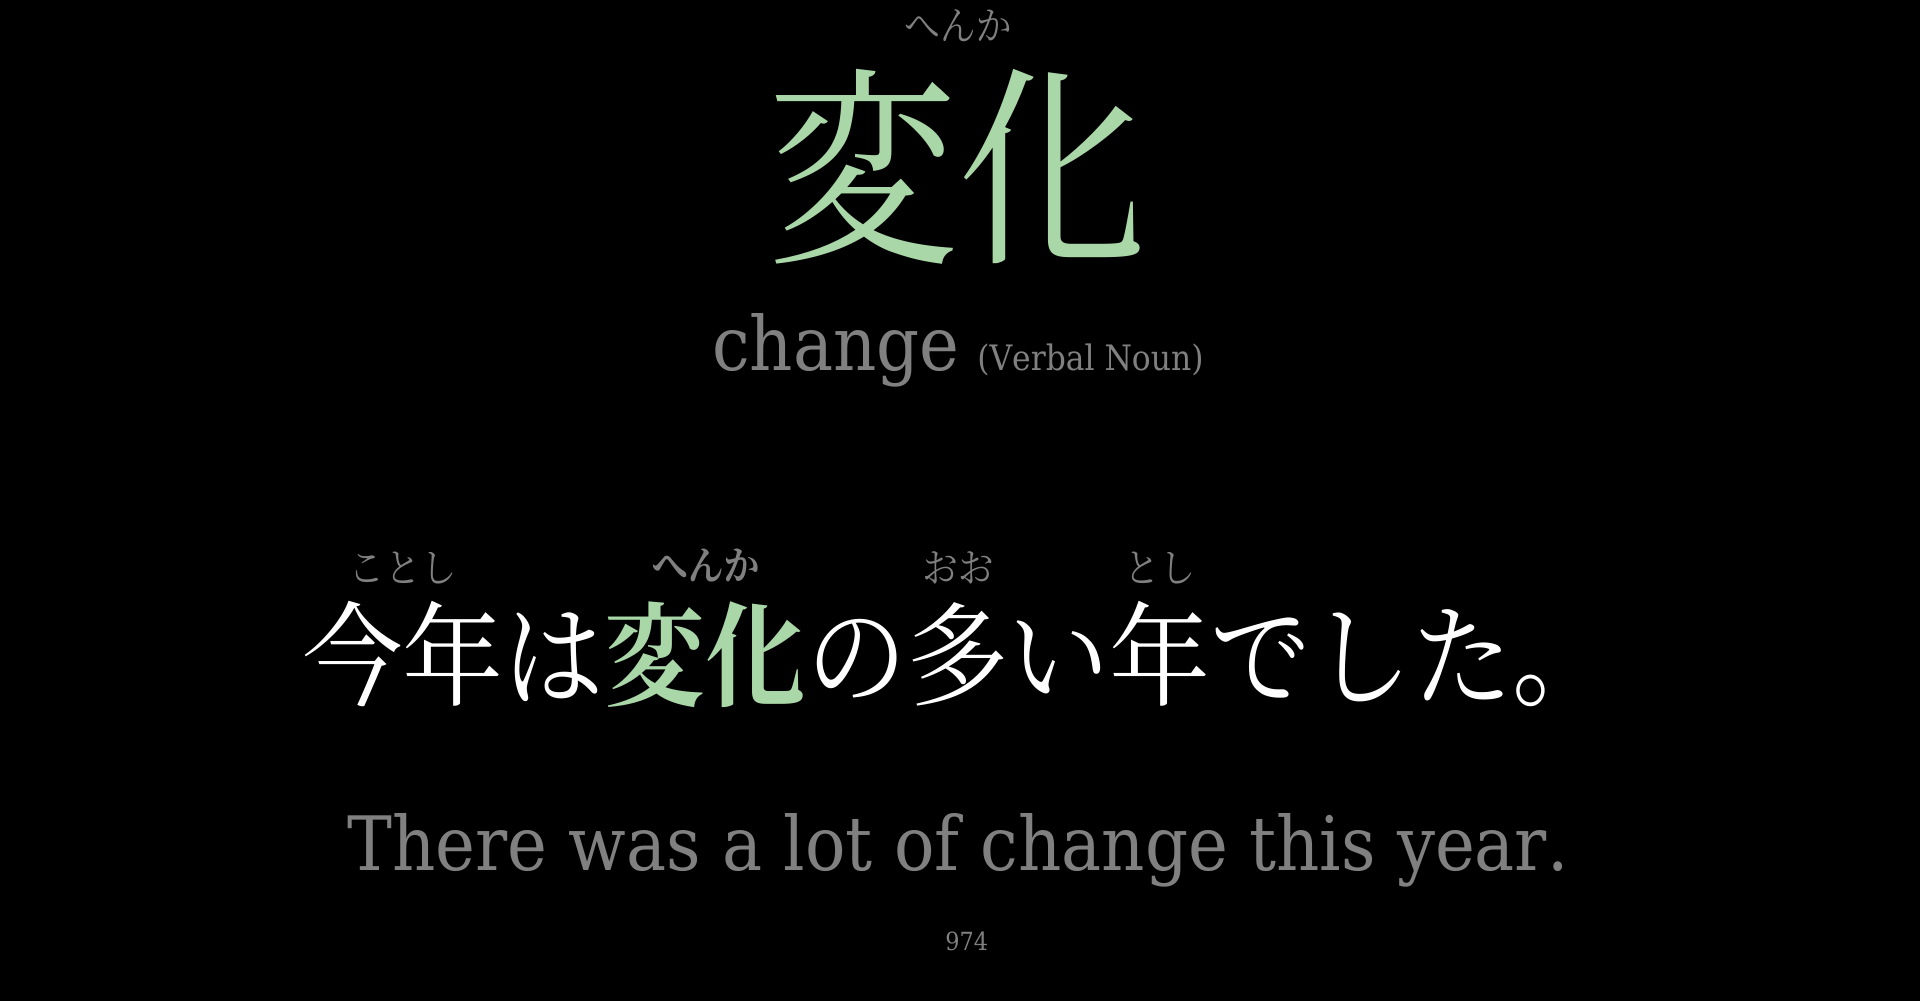 へんか
変化
change (Verbal Noun)
ことし へんか おお とし
今年は変化の多い年でした。
There was a lot of change this year.
974